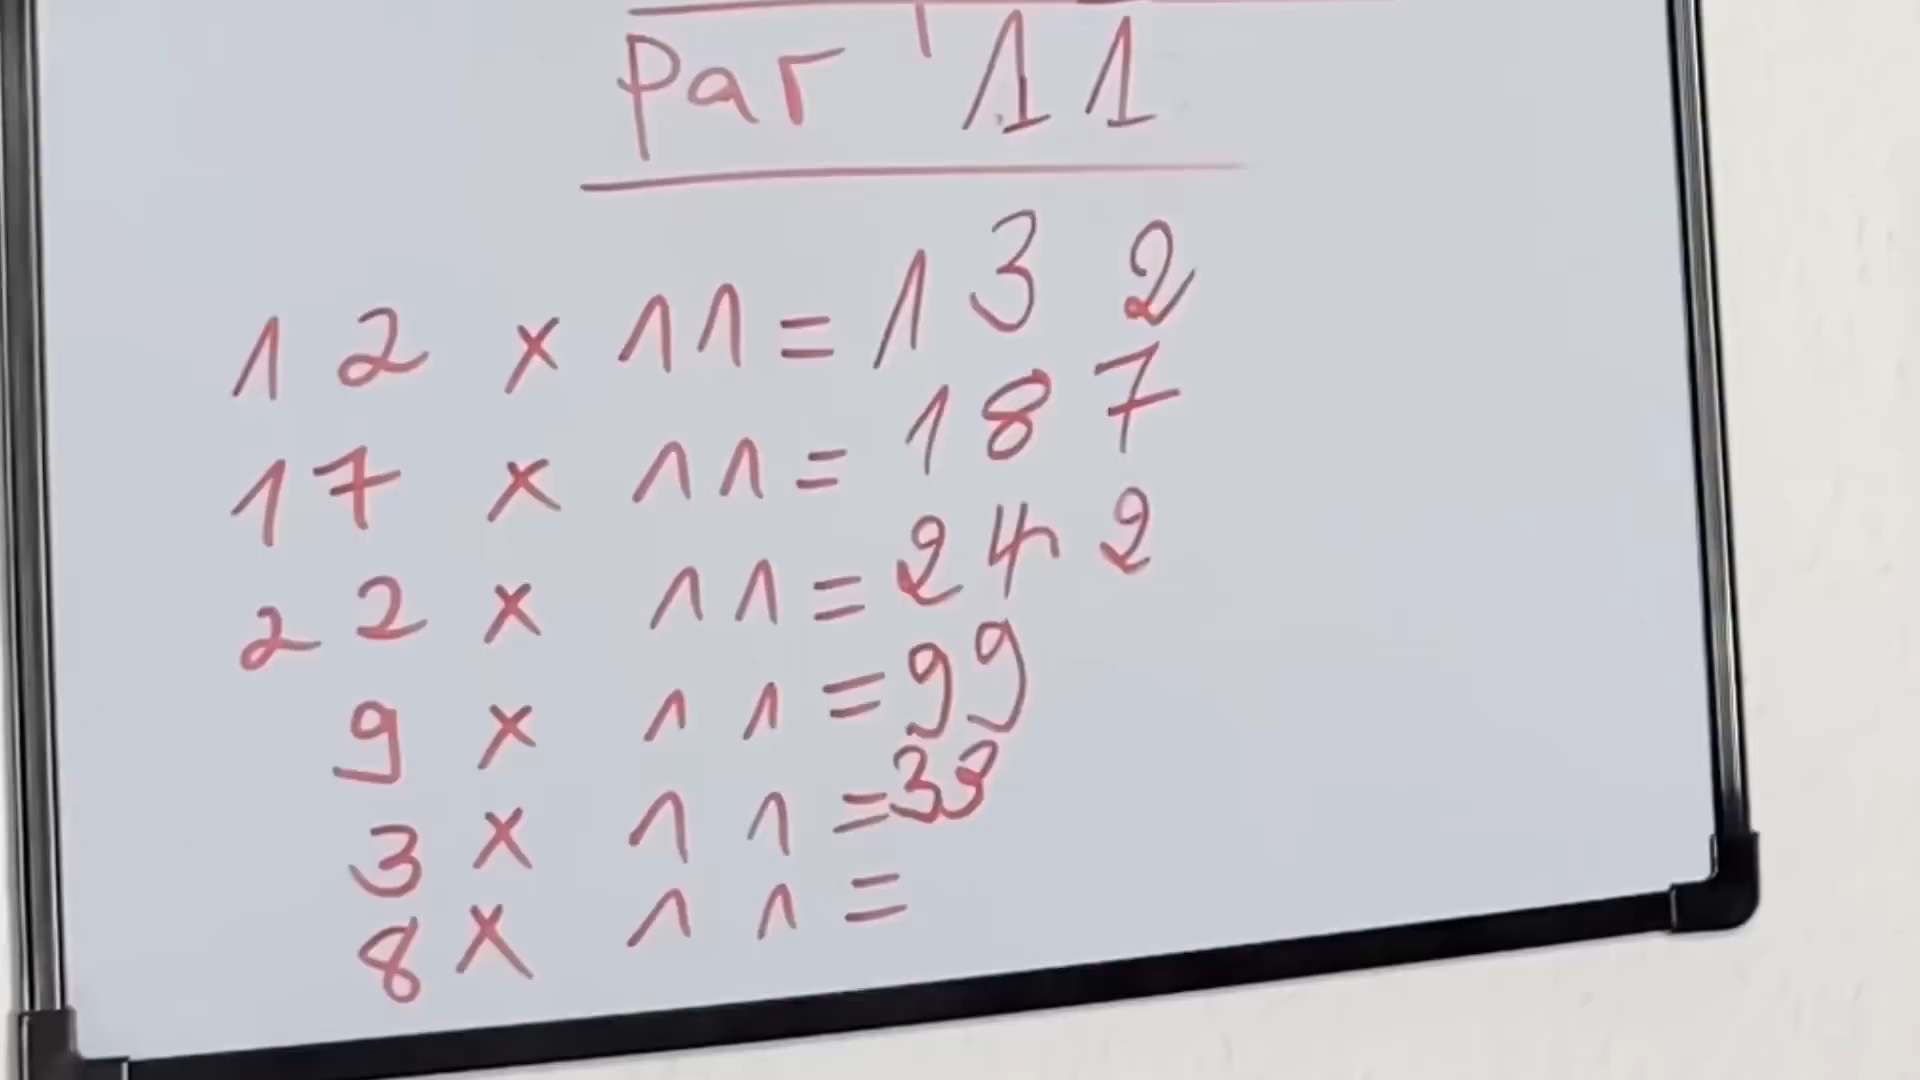 Par 11
12 x 11 = 132
17 x 11 = 187
22 x 11 = 242
9 x 11 = 99
3 x 11 = 33
8 x 11 =